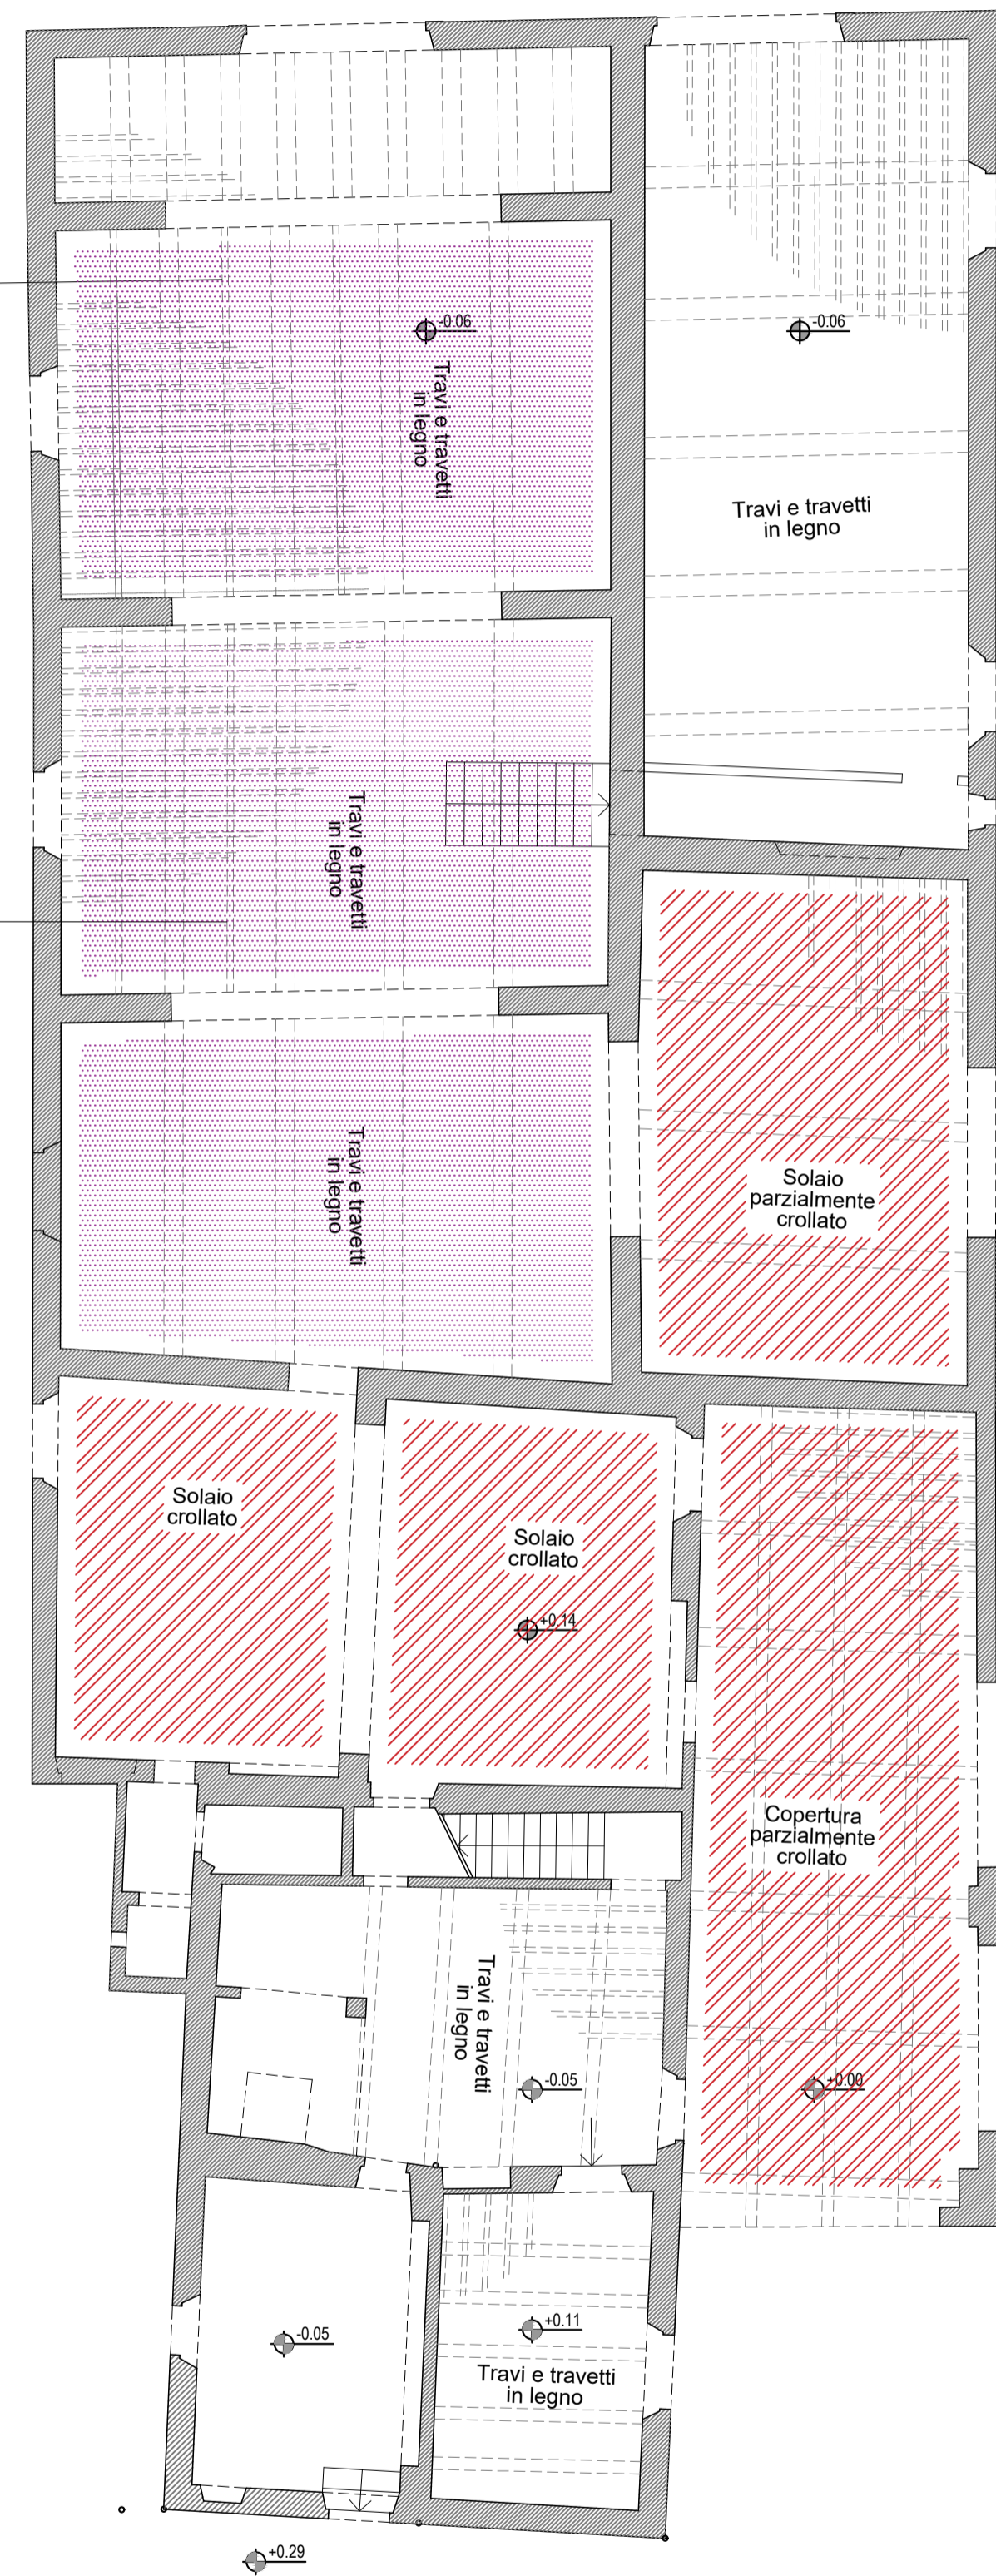 -0.06
Travi e travetti
in legno
-0.06
Travi e travetti
in legno
Travi e travetti
in legno
Solaio
parzialmente
crollato
Travi e travetti
in legno
Solaio
crollato
Solaio
crollato
+0.14
Copertura
parzialmente
crollato
Travi e travetti
in legno
-0.05
+0.00
-0.05
+0.11
Travi e travetti
in legno
+0.29